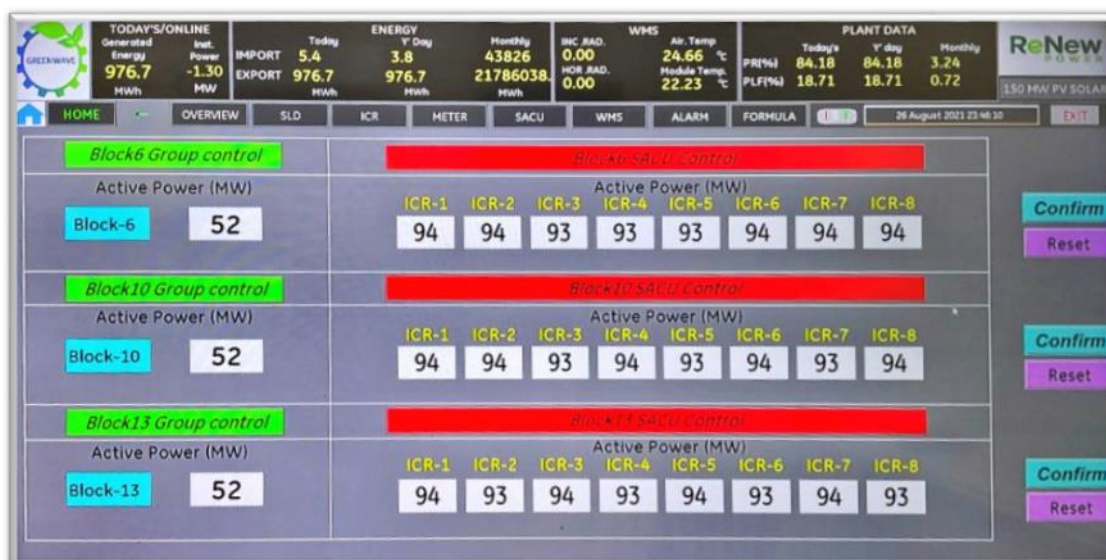 GREENWAVE
TODAY'S/ONLINE
Generated Energy
Inst. Power
976.7
-1.30
MWh
MW
ENERGY
Today
Y' Day
Monthly
IMPORT 5.4 3.8 43826
EXPORT 976.7 976.7 21786038.
MWh MWh MWh
WMS
INC .RAD. Air. Temp
0.00 24.66 °C
HOR .RAD. Module Temp.
0.00 22.23 °C
PLANT DATA
Today's Y' day Monthly
PR(%) 84.18 84.18 3.24
PLF(%) 18.71 18.71 0.72
ReNew
POWER
150 MW PV SOLAR
HOME OVERVIEW SLD ICR METER SACU WMS ALARM FORMULA 26 August 2021 23:46:10 EXIT
Block6 Group control Block6 SACU Control
Active Power (MW) Active Power (MW)
ICR-1 ICR-2 ICR-3 ICR-4 ICR-5 ICR-6 ICR-7 ICR-8
Block-6 52 94 94 93 93 93 94 94 94
Confirm
Reset
Block10 Group control Block10 SACU Control
Active Power (MW) Active Power (MW)
ICR-1 ICR-2 ICR-3 ICR-4 ICR-5 ICR-6 ICR-7 ICR-8
Block-10 52 94 94 93 94 93 94 93 94
Confirm
Reset
Block13 Group control Block13 SACU Control
Active Power (MW) Active Power (MW)
ICR-1 ICR-2 ICR-3 ICR-4 ICR-5 ICR-6 ICR-7 ICR-8
Block-13 52 94 93 94 93 94 93 94 93
Confirm
Reset